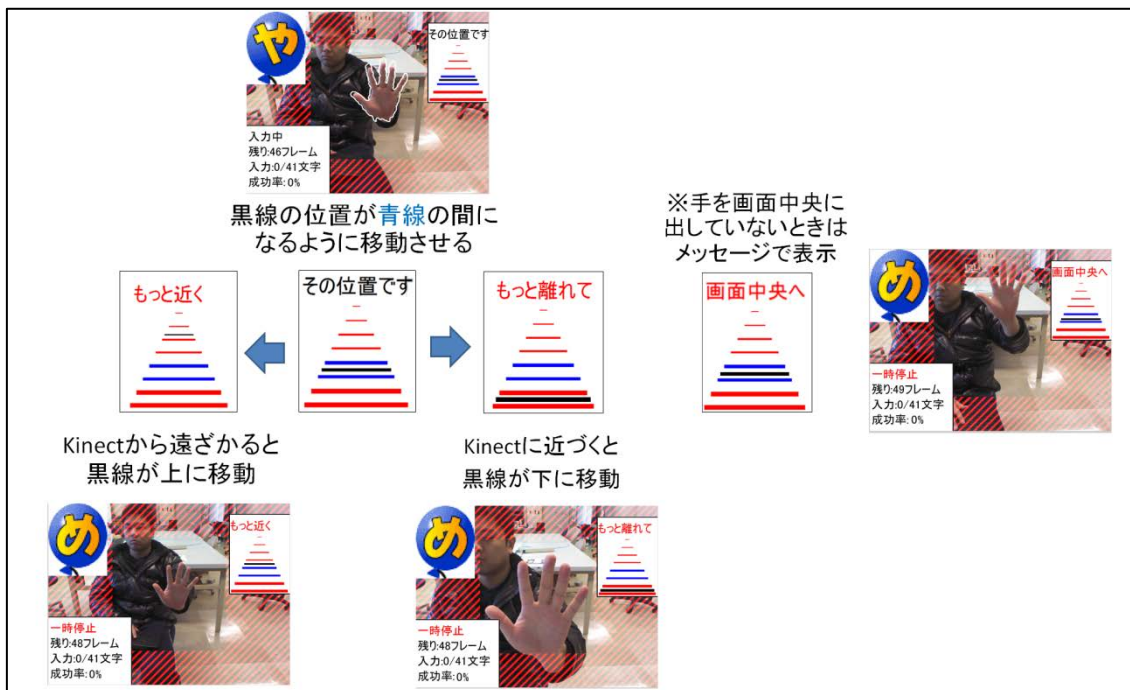 や
その位置です
入力中
残り:46フレーム
入力:0/41文字
成功率:0%
黒線の位置が青線の間に
なるように移動させる
※手を画面中央に
出していないときは
メッセージで表示
もっと近く
その位置です
もっと離れて
画面中央へ
め
画面中央へ
一時停止
残り:49フレーム
入力:0/41文字
成功率:0%
Kinectから遠ざかると
黒線が上に移動
Kinectに近づくと
黒線が下に移動
め
もっと近く
一時停止
残り:48フレーム
入力:0/41文字
成功率:0%
め
もっと離れて
一時停止
残り:48フレーム
入力:0/41文字
成功率:0%